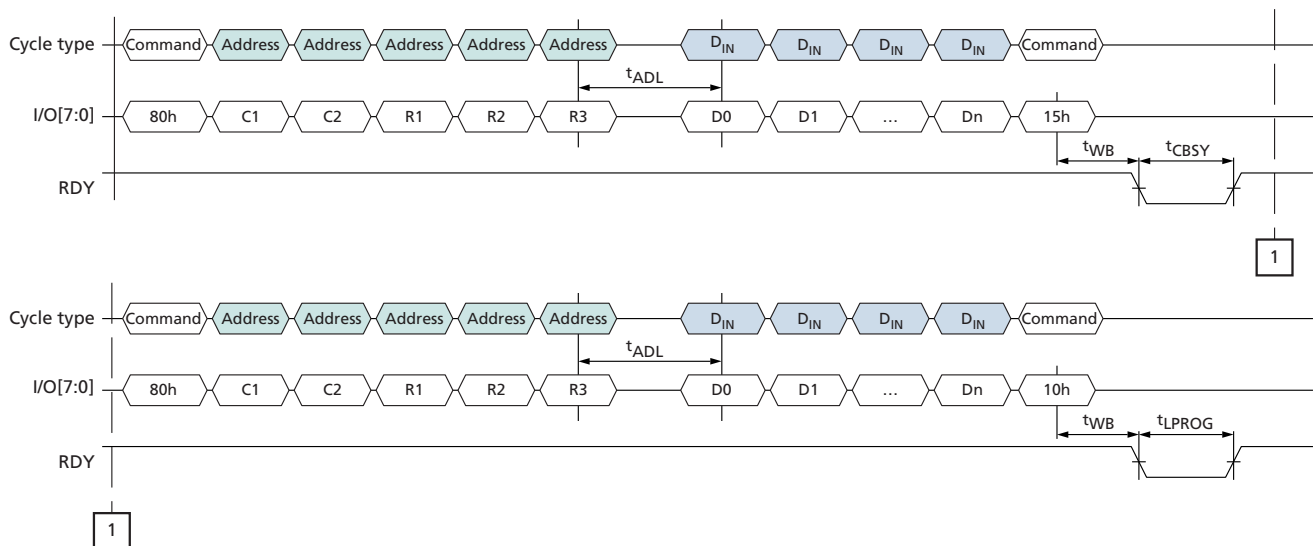 Cycle type Command Address Address Address Address Address DIN DIN DIN DIN Command
tADL
I/O[7:0] 80h C1 C2 R1 R2 R3 D0 D1 … Dn 15h
tWB tCBSY
RDY
1
Cycle type Command Address Address Address Address Address DIN DIN DIN DIN Command
tADL
I/O[7:0] 80h C1 C2 R1 R2 R3 D0 D1 … Dn 10h
tWB tLPROG
RDY
1